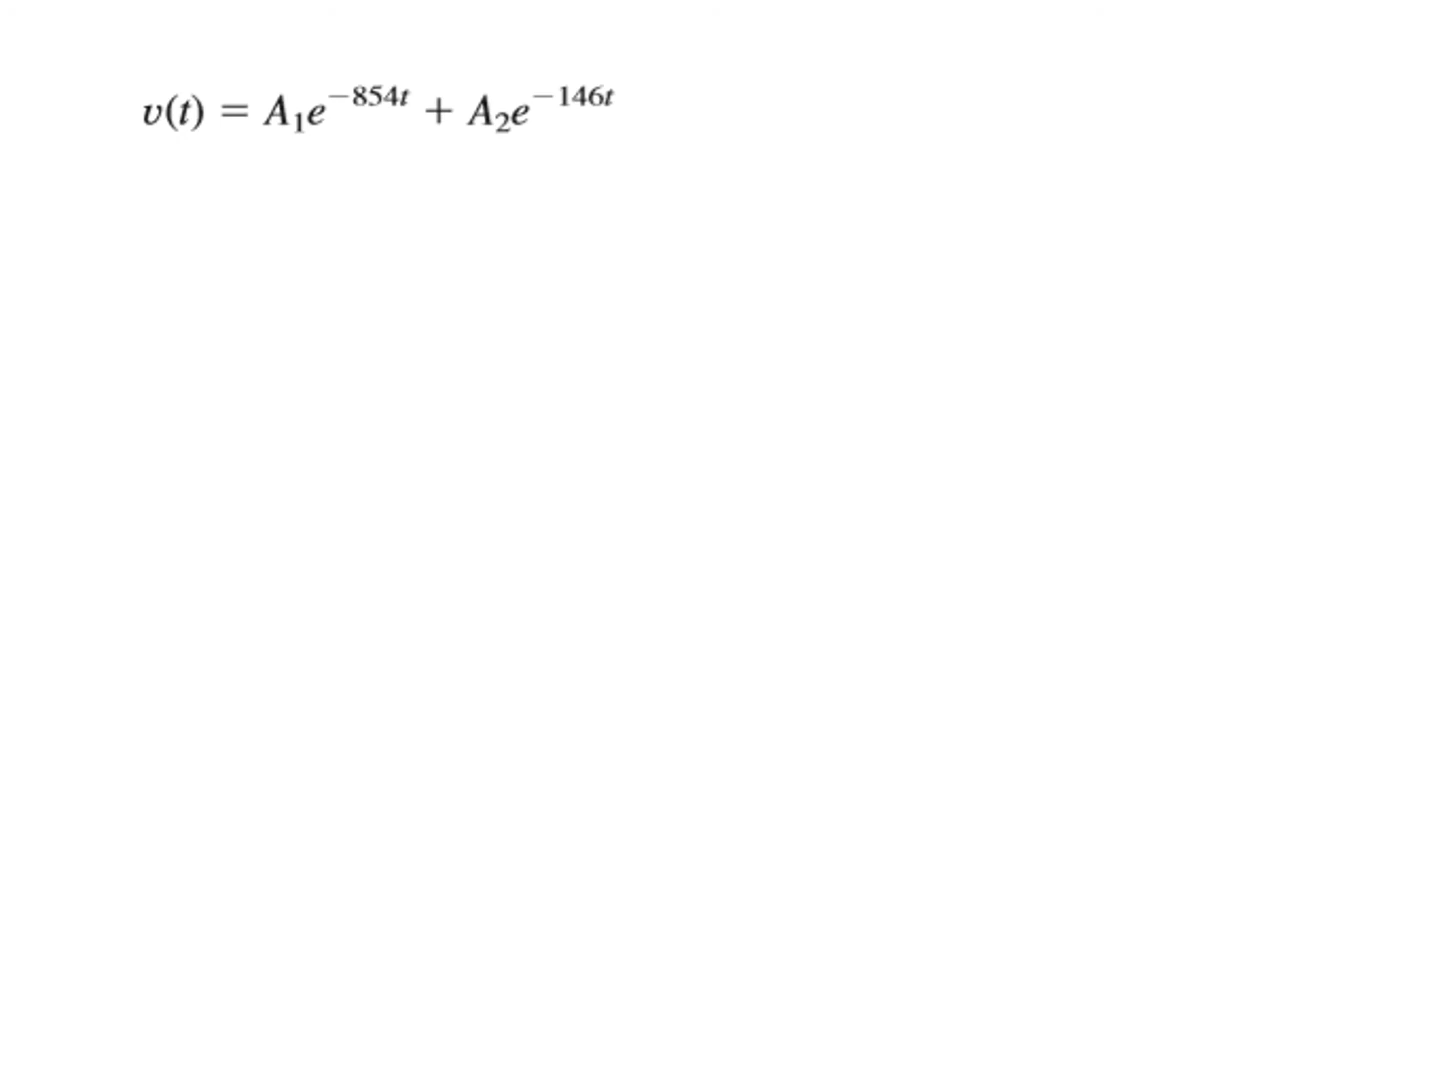 v(t) = A₁e⁻⁸⁵⁴ᵗ + A₂e⁻¹⁴⁶ᵗ